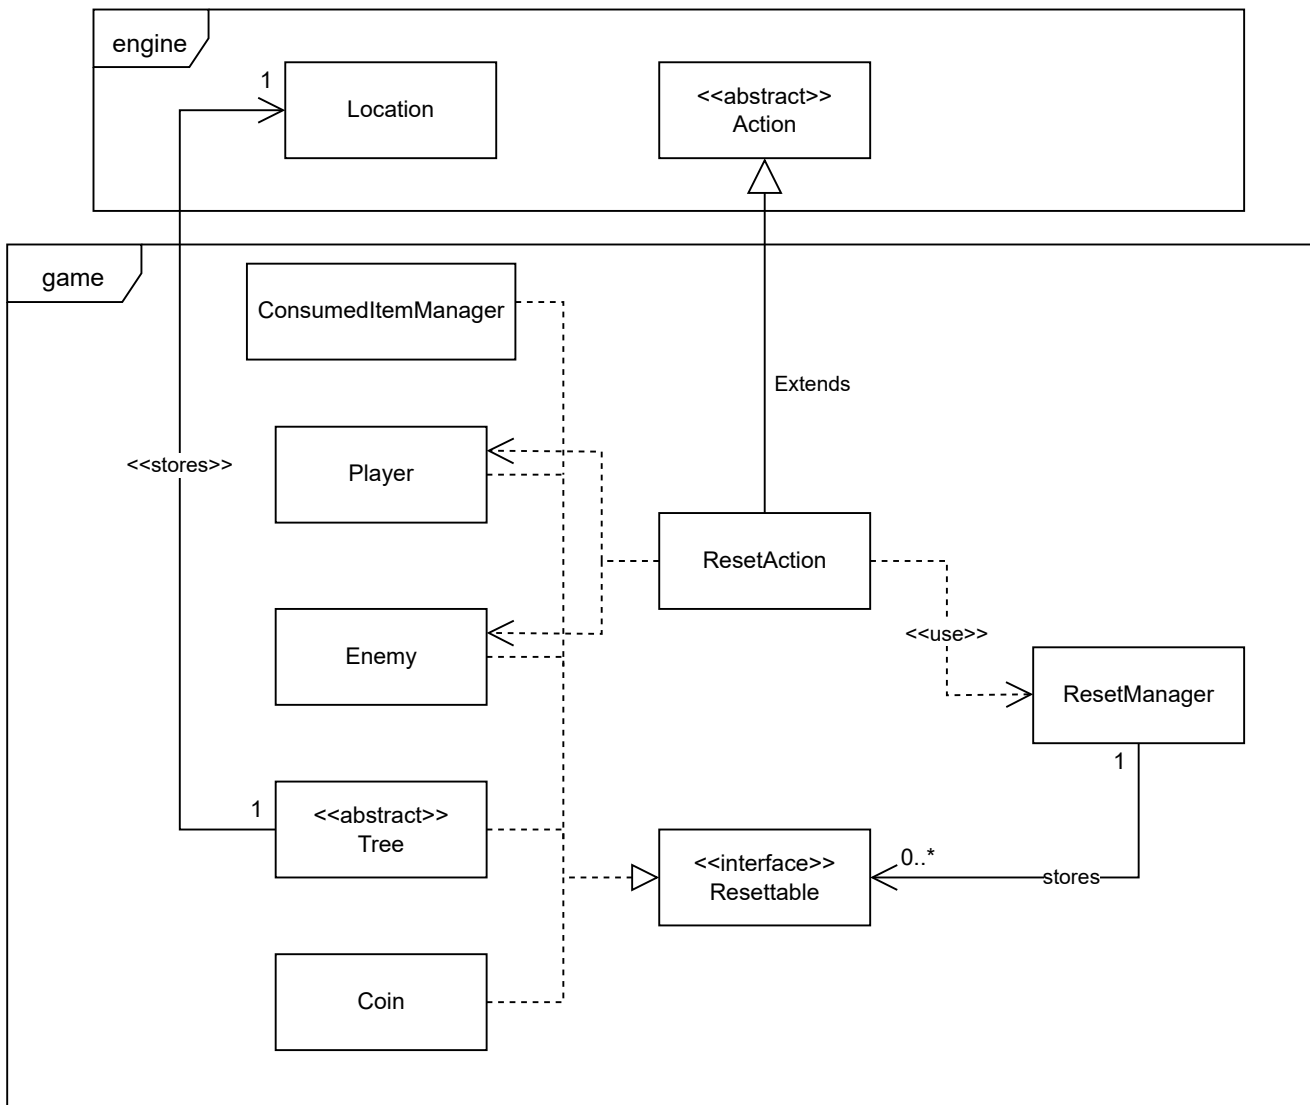 engine
1
Location
<<abstract>>
Action
game
ConsumedItemManager
Extends
<<stores>>
Player
ResetAction
Enemy
<<use>>
ResetManager
1
1
<<abstract>>
Tree
<<interface>>
Resettable
0..*
stores
Coin